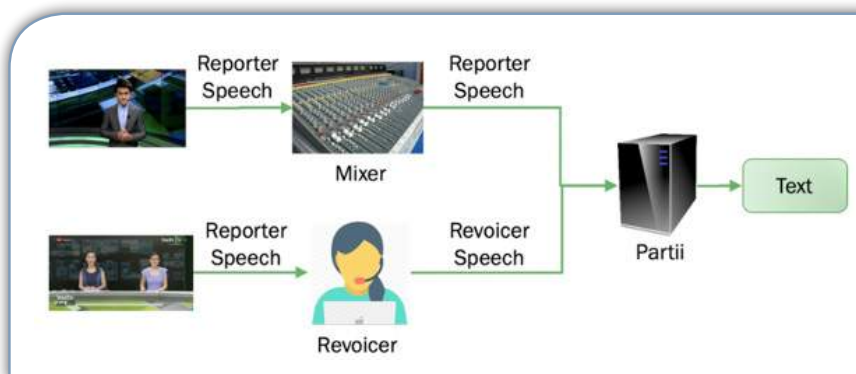 Reporter
Speech
Reporter
Speech
Mixer
Text
Partii
Reporter
Speech
Revoicer
Speech
Revoicer